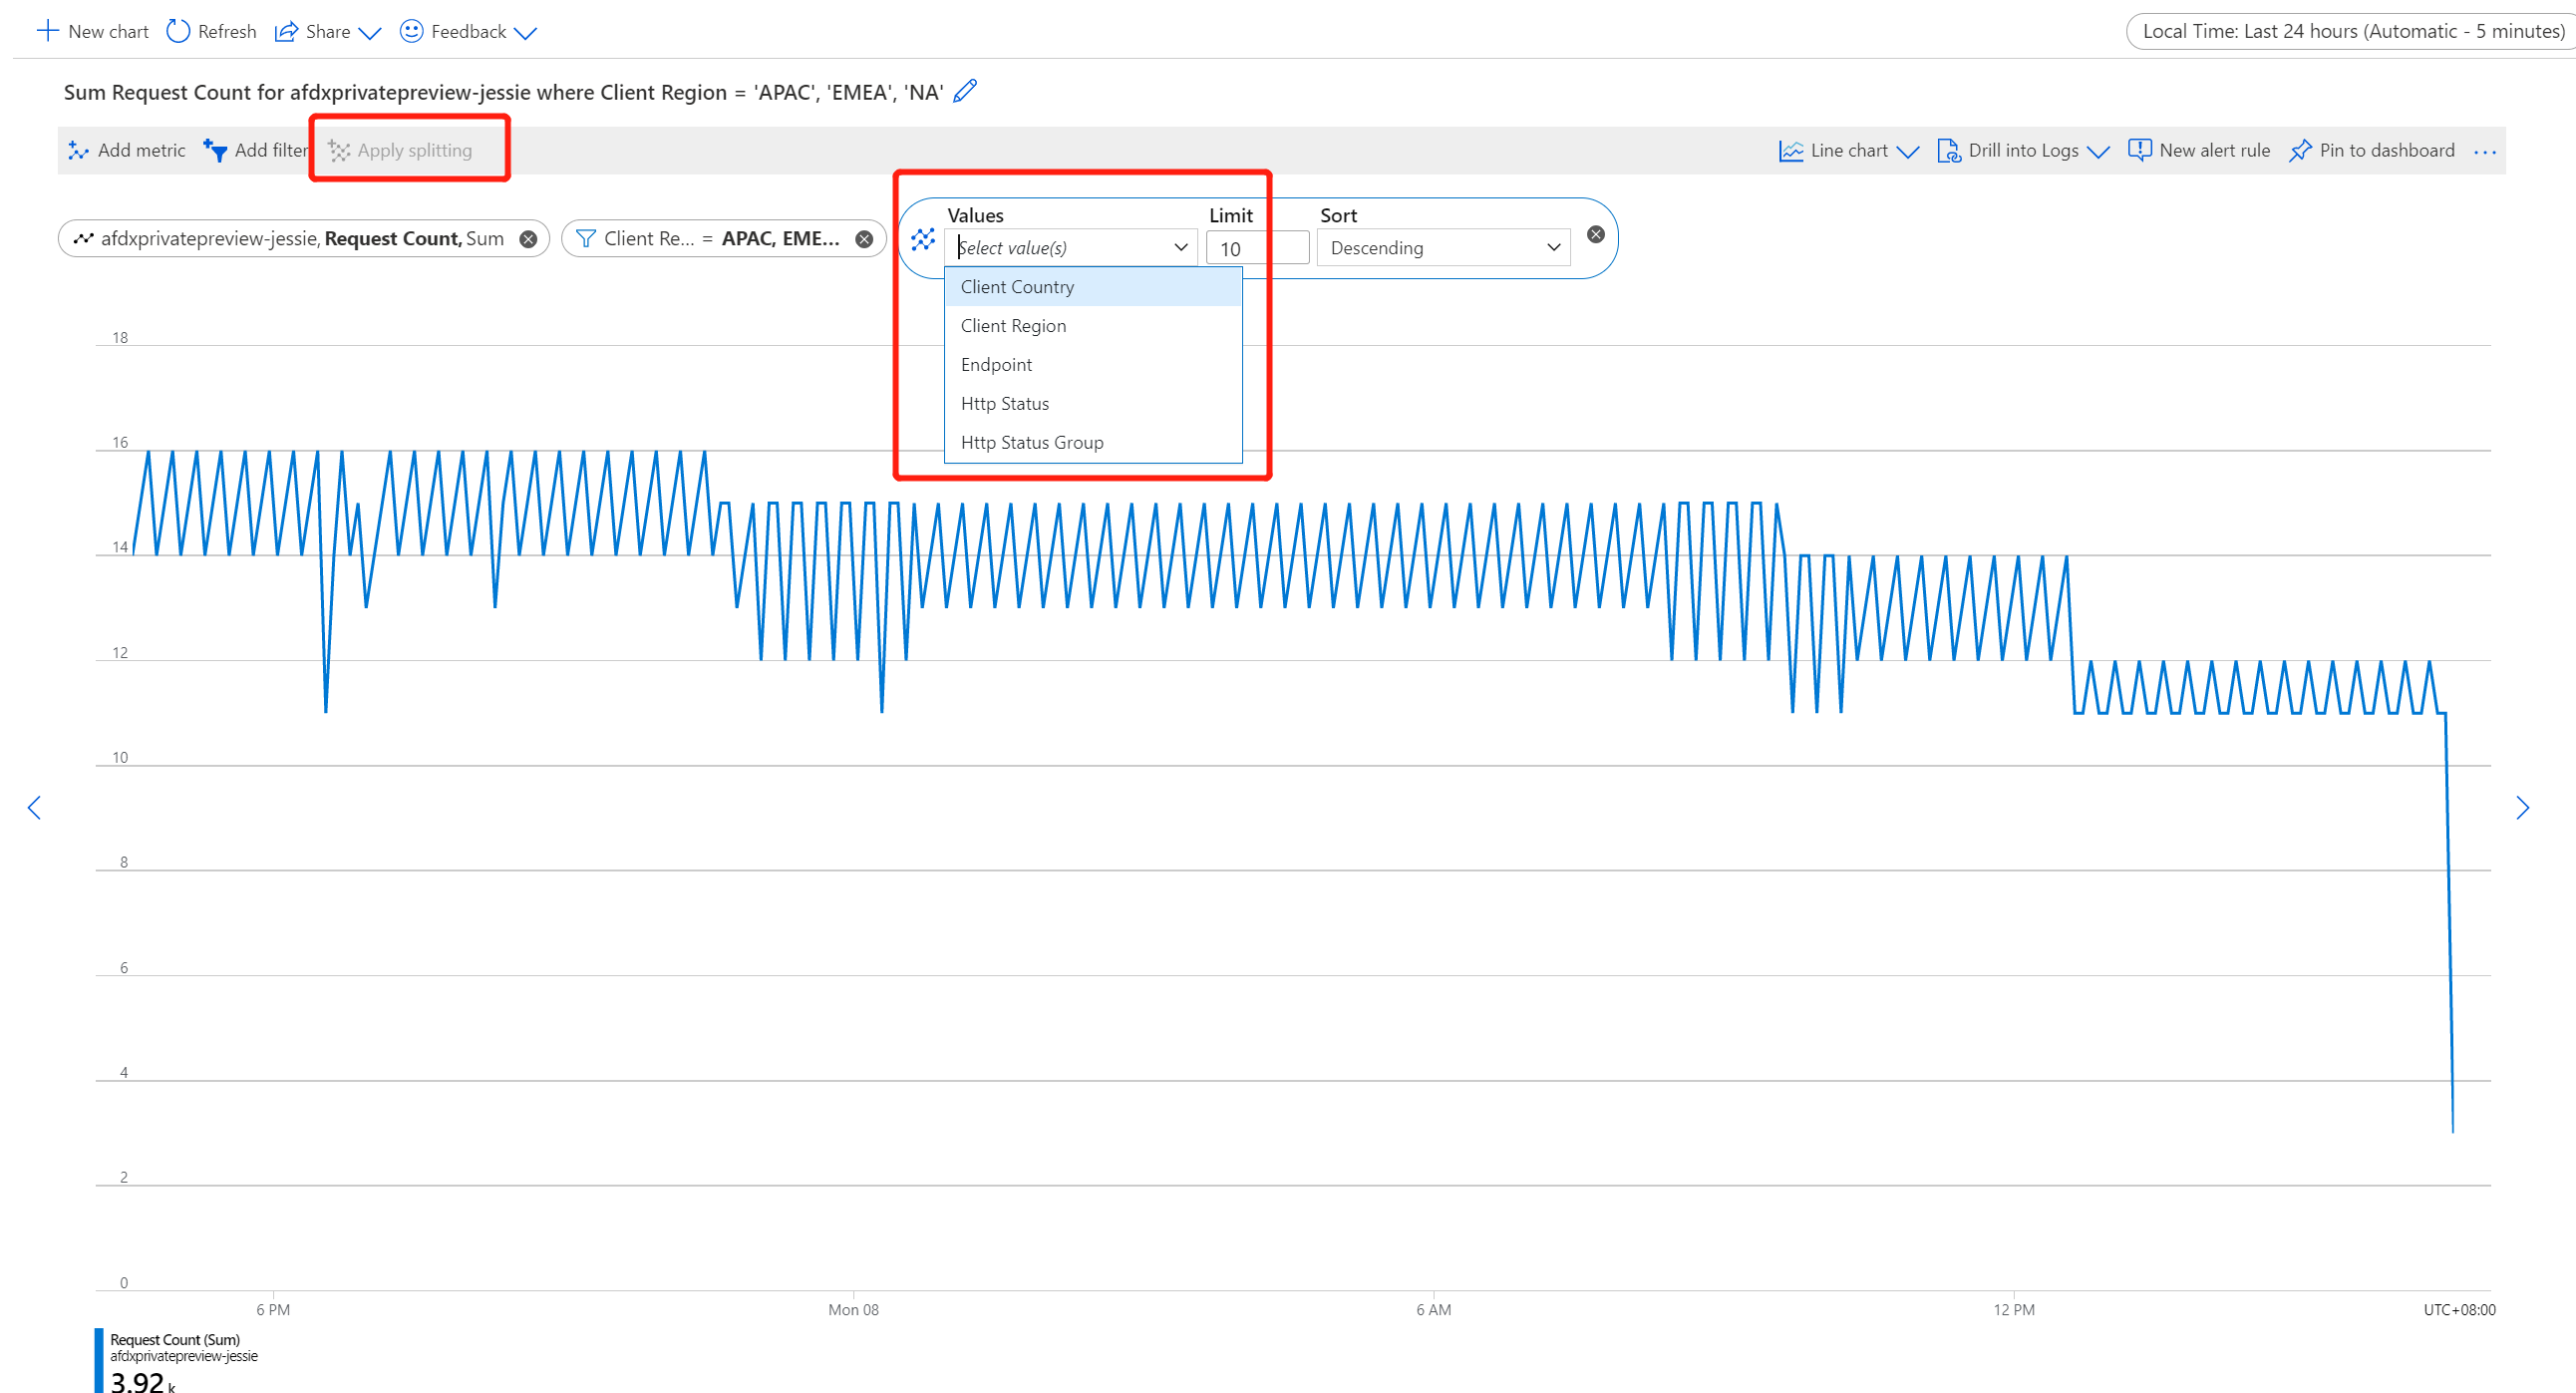 New chart Refresh Share Feedback Local Time: Last 24 hours (Automatic - 5 minutes)
Sum Request Count for afdxprivatepreview-jessie where Client Region = 'APAC', 'EMEA', 'NA'
Add metric Add filter Apply splitting Line chart Drill into Logs New alert rule Pin to dashboard ...
Values Limit Sort
afdxprivatepreview-jessie, Request Count, Sum Client Re... = APAC, EME... Select value(s) 10 Descending
Client Country
Client Region
Endpoint
Http Status
Http Status Group
18
16
14
12
10
8
6
4
2
0
6 PM Mon 08 6 AM 12 PM UTC+08:00
Request Count (Sum)
afdxprivatepreview-jessie
3.92 k